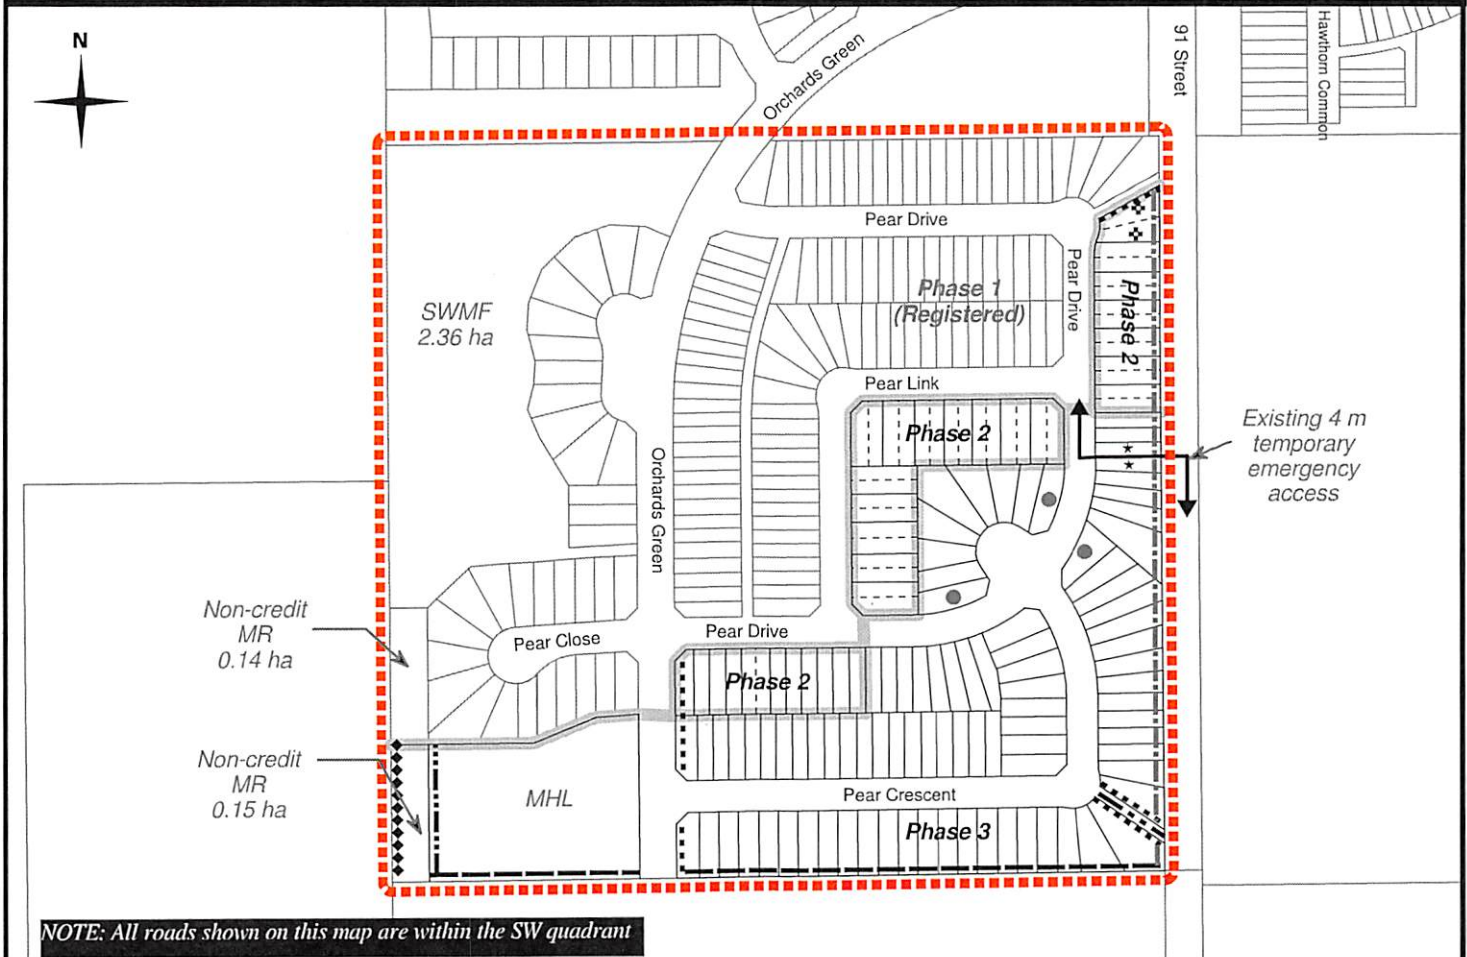 N
Orchards Green
91 Street
Hawthorn Common
Pear Drive
Pear Drive
Phase 1
(Registered)
Phase 2
SWMF
2.36 ha
Pear Link
Phase 2
Existing 4 m
temporary
emergency
access
Orchards Green
Non-credit
MR
0.14 ha
Pear Close
Pear Drive
Phase 2
Non-credit
MR
0.15 ha
MHL
Pear Crescent
Phase 3
NOTE: All roads shown on this map are within the SW quadrant